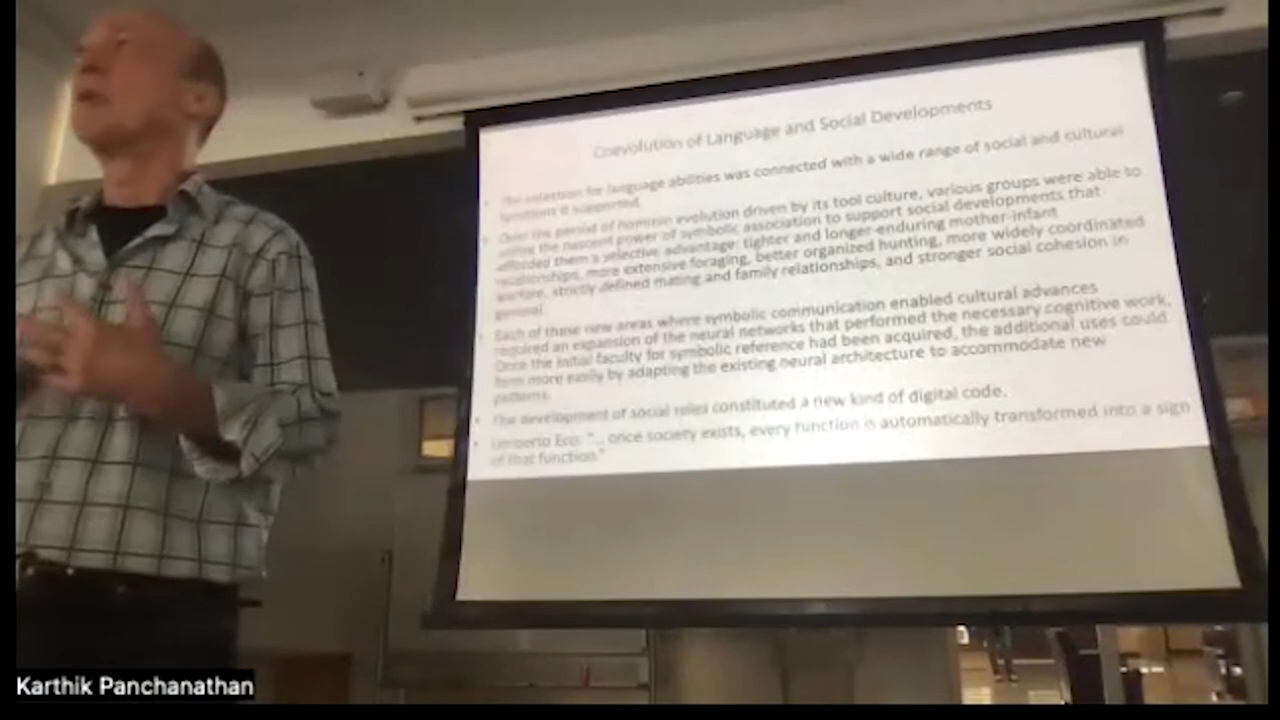 Coevolution of Language and Social Developments
• The selection for language abilities was connected with a wide range of social and cultural
functions it supported.
• Over the period of hominin evolution driven by its tool culture, various groups were able to
utilize the nascent power of symbolic association to support social developments that
afforded them a selective advantage: tighter and longer-enduring mother-infant
relationships, more extensive foraging, better organized hunting, more widely coordinated
warfare, strictly defined mating and family relationships, and stronger social cohesion in
general.
• Each of these new areas where symbolic communication enabled cultural advances
required an expansion of the neural networks that performed the necessary cognitive work.
Once the initial faculty for symbolic reference had been acquired, the additional uses could
form more easily by adapting the existing neural architecture to accommodate new
patterns.
• The development of social roles constituted a new kind of digital code.
• Umberto Eco: "... once society exists, every function is automatically transformed into a sign
of that function"
Karthik Panchanathan